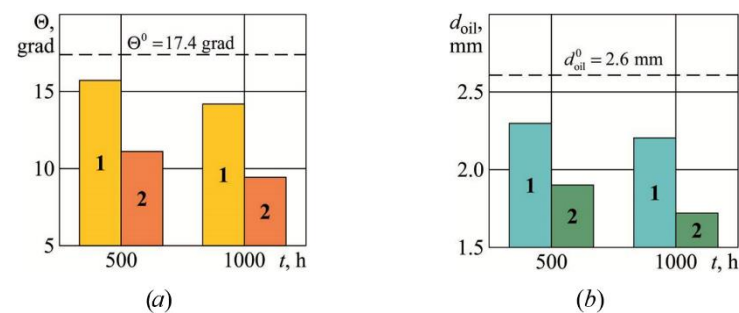 Θ,
grad
Θ⁰ = 17.4 grad
15
10
5
1
2
1
2
500
1000
t, h
(a)
d_oil,
mm
d⁰_oil = 2.6 mm
2.5
2.0
1.5
1
2
1
2
500
1000
t, h
(b)